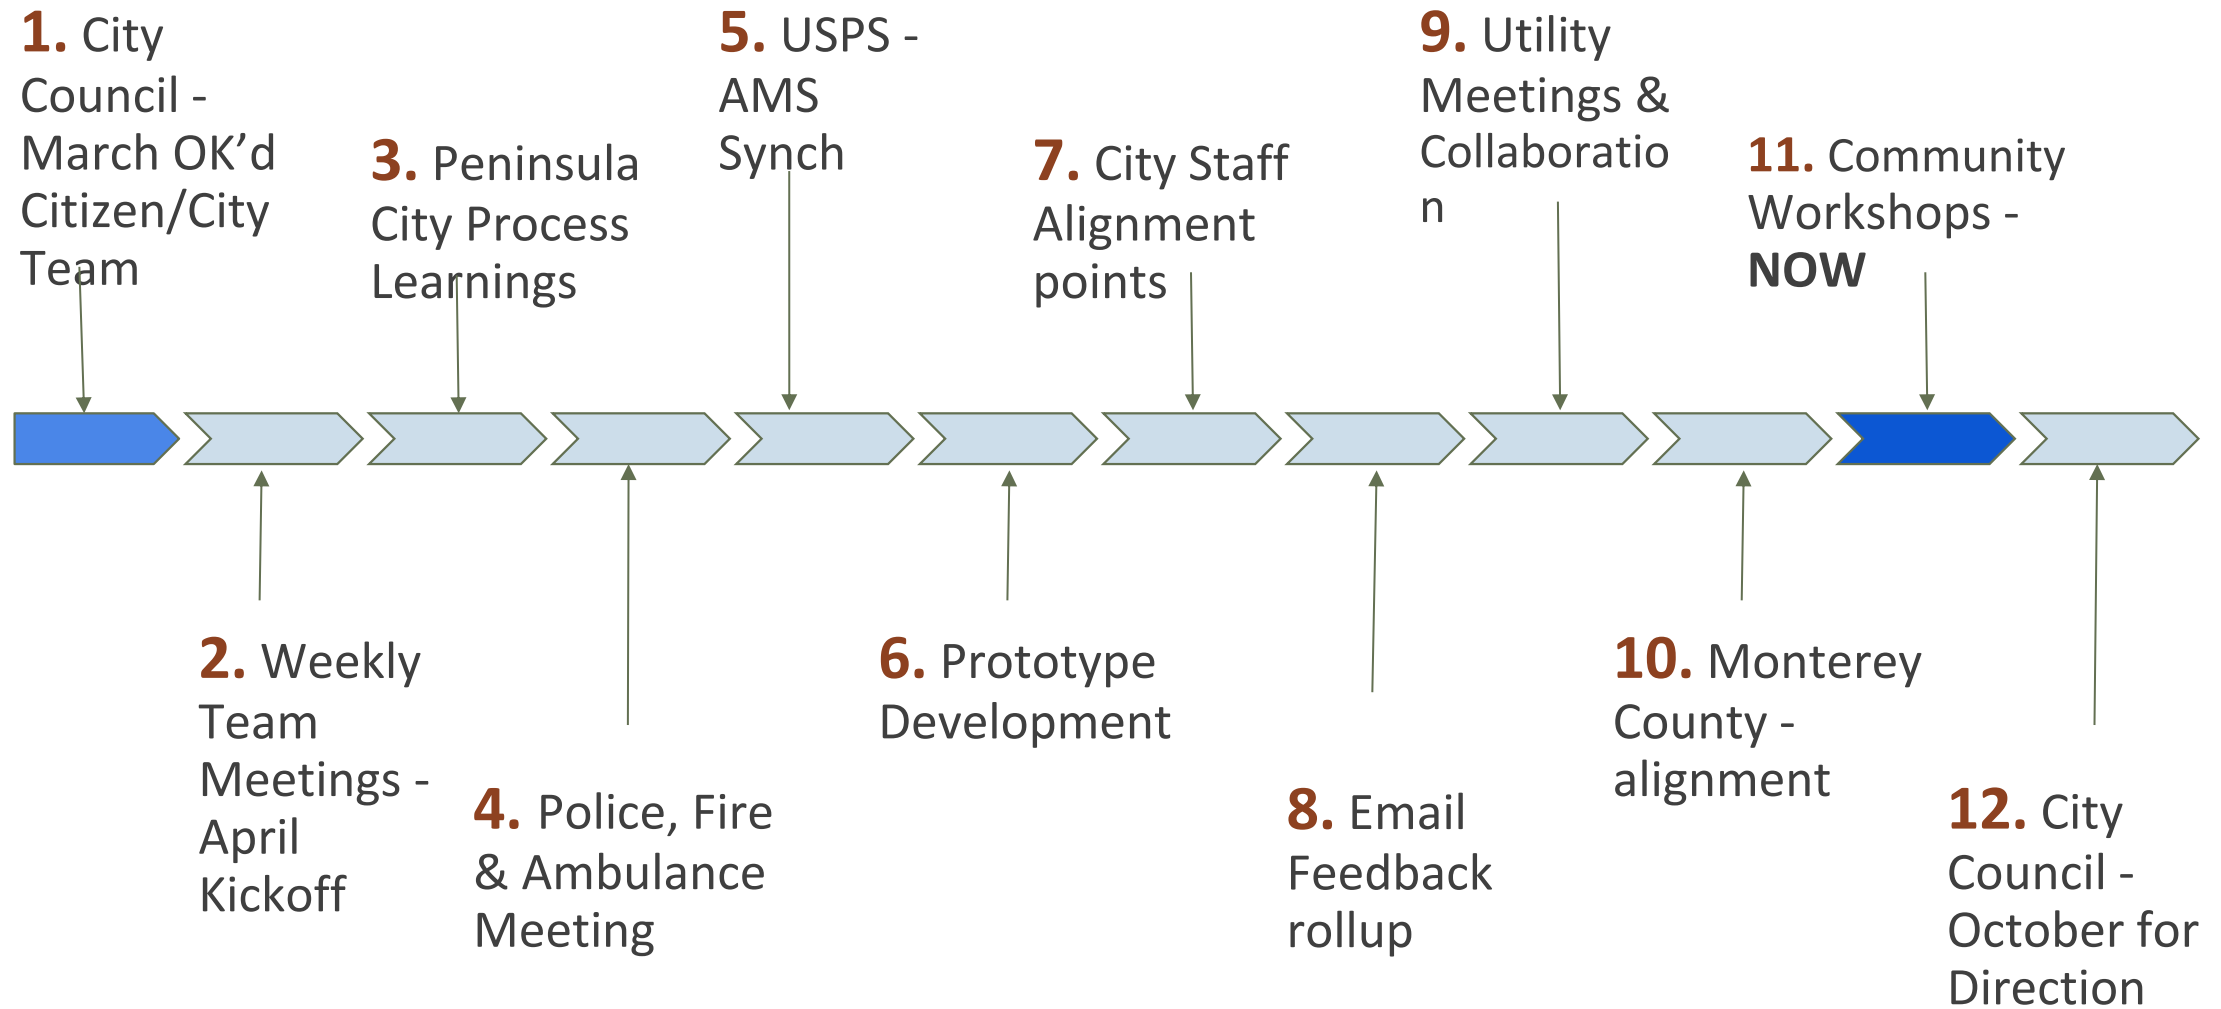 1. City
Council -
March OK’d
Citizen/City
Team
2. Weekly
Team
Meetings -
April
Kickoff
3. Peninsula
City Process
Learnings
4. Police, Fire
& Ambulance
Meeting
5. USPS -
AMS
Synch
6. Prototype
Development
7. City Staff
Alignment
points
8. Email
Feedback
rollup
9. Utility
Meetings &
Collaboratio
n
10. Monterey
County -
alignment
11. Community
Workshops -
NOW
12. City
Council -
October for
Direction